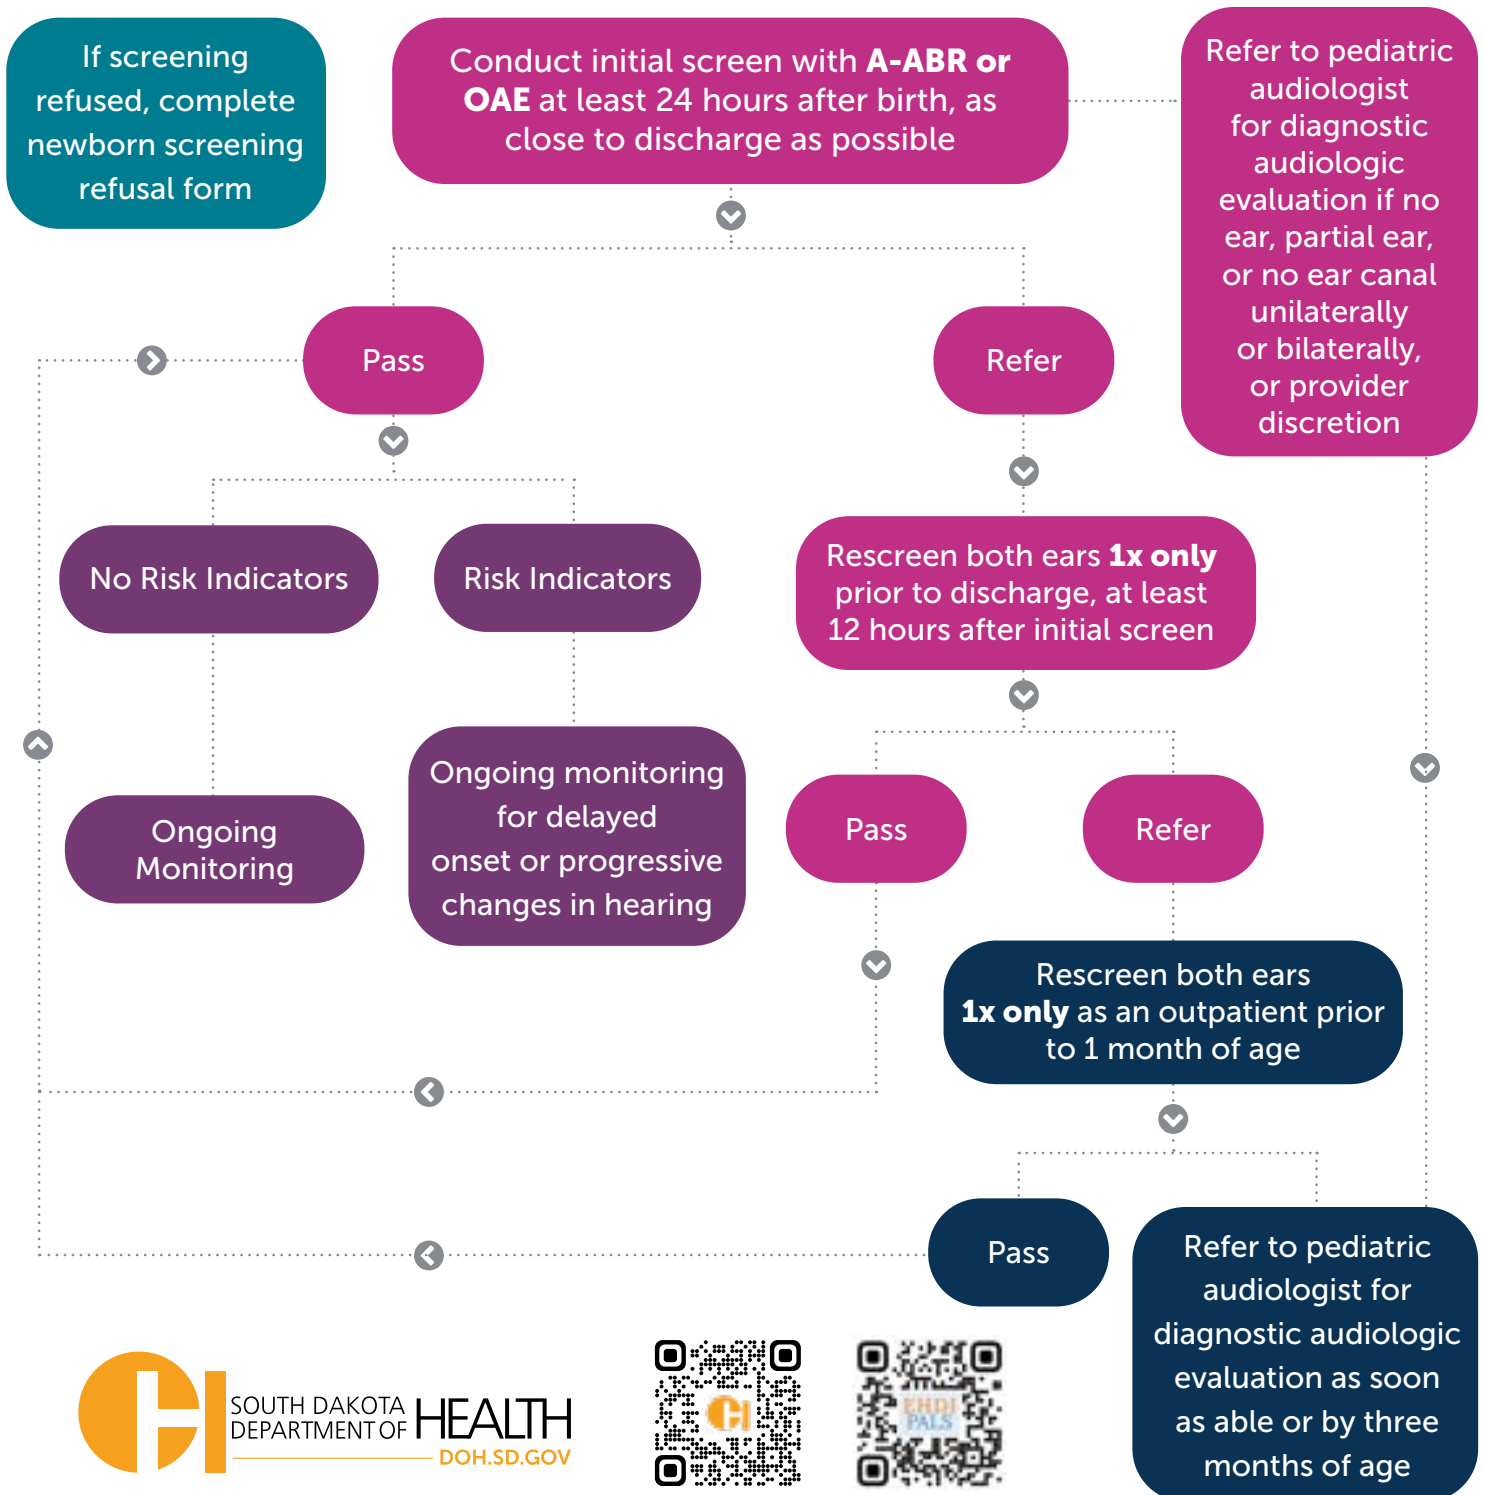 If screening
refused, complete
newborn screening
refusal form
Conduct initial screen with A-ABR or
OAE at least 24 hours after birth, as
close to discharge as possible
Refer to pediatric
audiologist
for diagnostic
audiologic
evaluation if no
ear, partial ear,
or no ear canal
unilaterally
or bilaterally,
or provider
discretion
Pass
Refer
No Risk Indicators
Risk Indicators
Rescreen both ears 1x only
prior to discharge, at least
12 hours after initial screen
Ongoing
Monitoring
Ongoing monitoring
for delayed
onset or progressive
changes in hearing
Pass
Refer
Rescreen both ears
1x only as an outpatient prior
to 1 month of age
Pass
Refer to pediatric
audiologist for
diagnostic audiologic
evaluation as soon
as able or by three
months of age
SOUTH DAKOTA
DEPARTMENT OF HEALTH
DOH.SD.GOV
EHDI
PALS